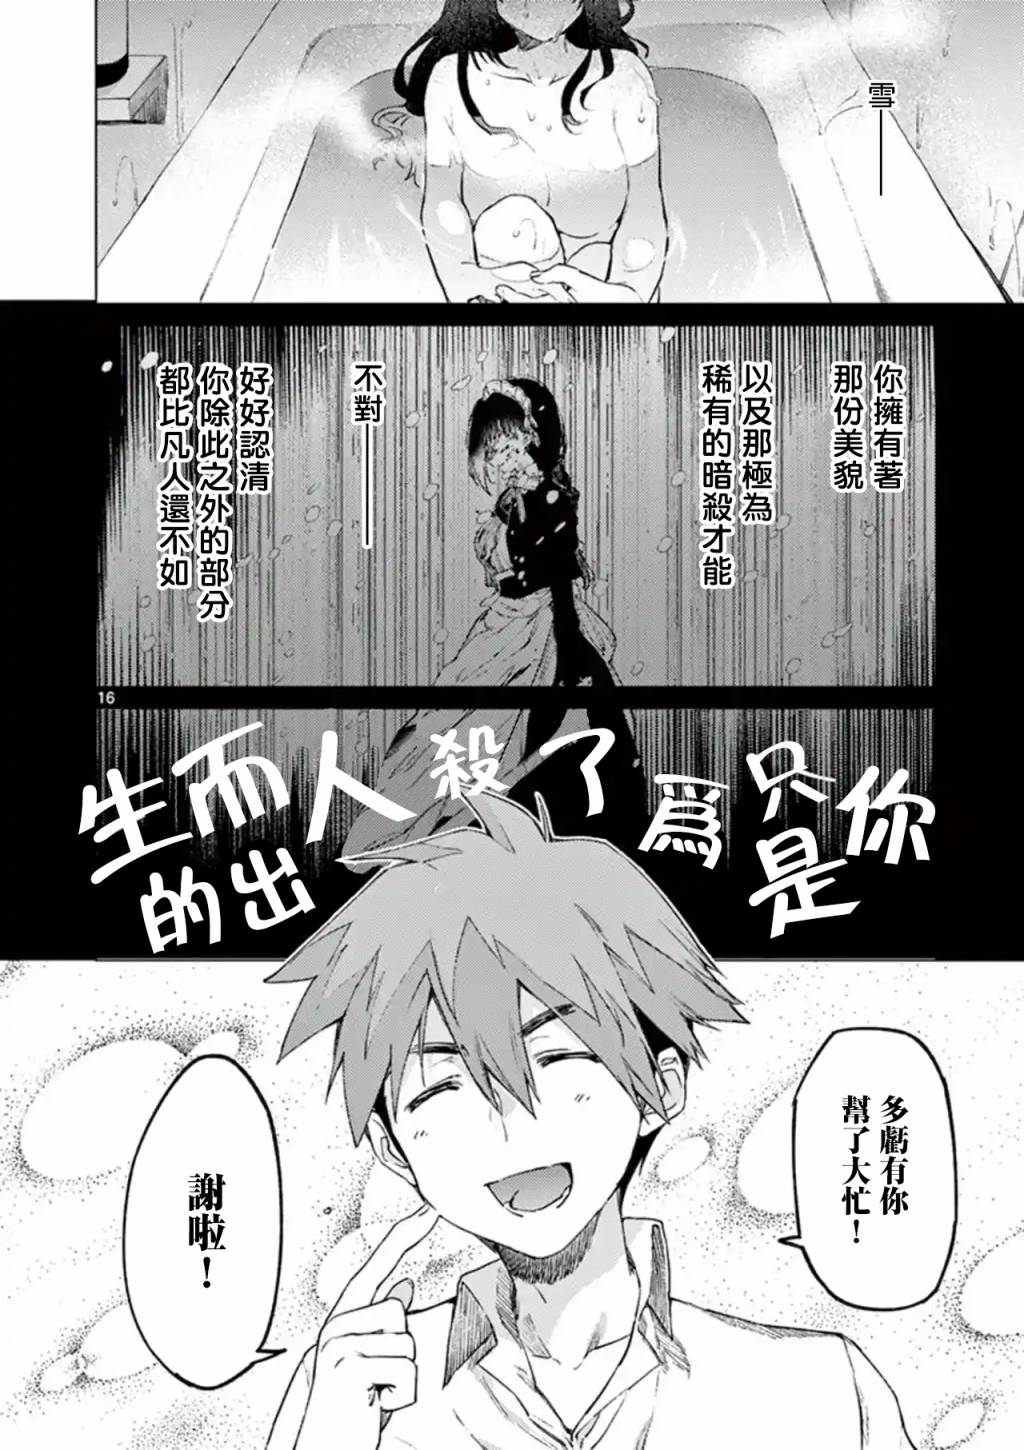 雪——
你擁有著
那份美貌
以及那極為
稀有的暗殺才能
不對——
好好認清
你除此之外的部分
都比凡人還不如
16
你
只是
為
了
殺
人
而出
生的
多虧有你
幫了大忙！
謝啦！